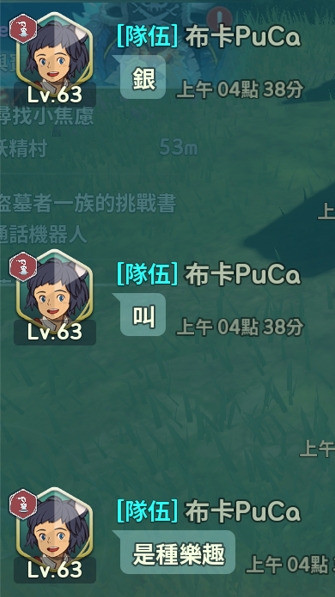 [隊伍] 布卡PuCa
銀
Lv.63
上午 04點 38分
尋找小焦慮
妖精村 53m
盜墓者一族的挑戰書
上
通話機器人
[隊伍] 布卡PuCa
叫
Lv.63
上午 04點 38分
上午
[隊伍] 布卡PuCa
是種樂趣
Lv.63
上午 04點